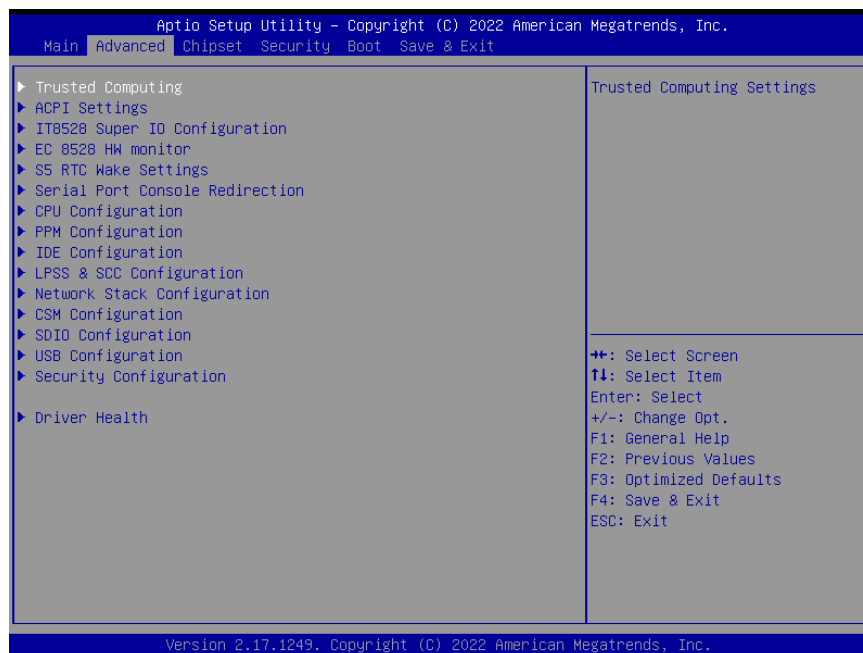 Aptio Setup Utility – Copyright (C) 2022 American Megatrends, Inc.
Main Advanced Chipset Security Boot Save & Exit
Trusted Computing
ACPI Settings
IT8528 Super IO Configuration
EC 8528 HW monitor
S5 RTC Wake Settings
Serial Port Console Redirection
CPU Configuration
PPM Configuration
IDE Configuration
LPSS & SCC Configuration
Network Stack Configuration
CSM Configuration
SDIO Configuration
USB Configuration
Security Configuration
Driver Health
Trusted Computing Settings
→←: Select Screen
↑↓: Select Item
Enter: Select
+/-: Change Opt.
F1: General Help
F2: Previous Values
F3: Optimized Defaults
F4: Save & Exit
ESC: Exit
Version 2.17.1249. Copyright (C) 2022 American Megatrends, Inc.